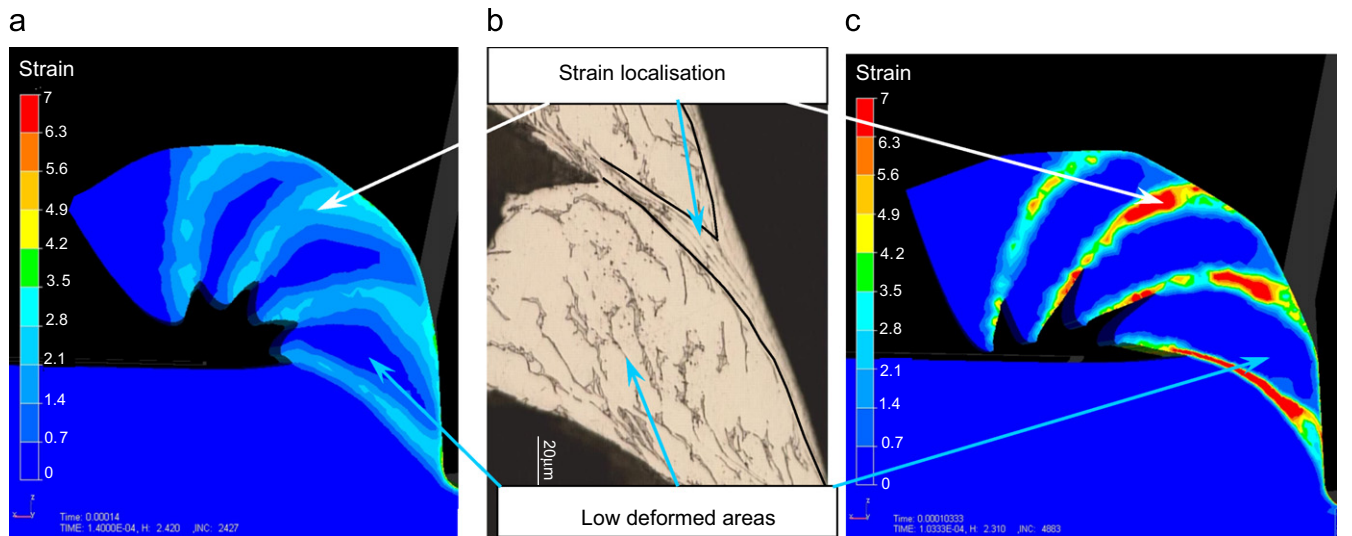 a
b
c
Strain
7
6.3
5.6
4.9
4.2
3.5
2.8
2.1
1.4
0.7
0
Time: 0.00014
TIME: 1.4000E-04, H: 2.420 ,INC: 2427
Strain localisation
20µm
Low deformed areas
Strain
7
6.3
5.6
4.9
4.2
3.5
2.8
2.1
1.4
0.7
0
Time: 0.00010333
TIME: 1.0333E-04, H: 2.310 ,INC: 4883